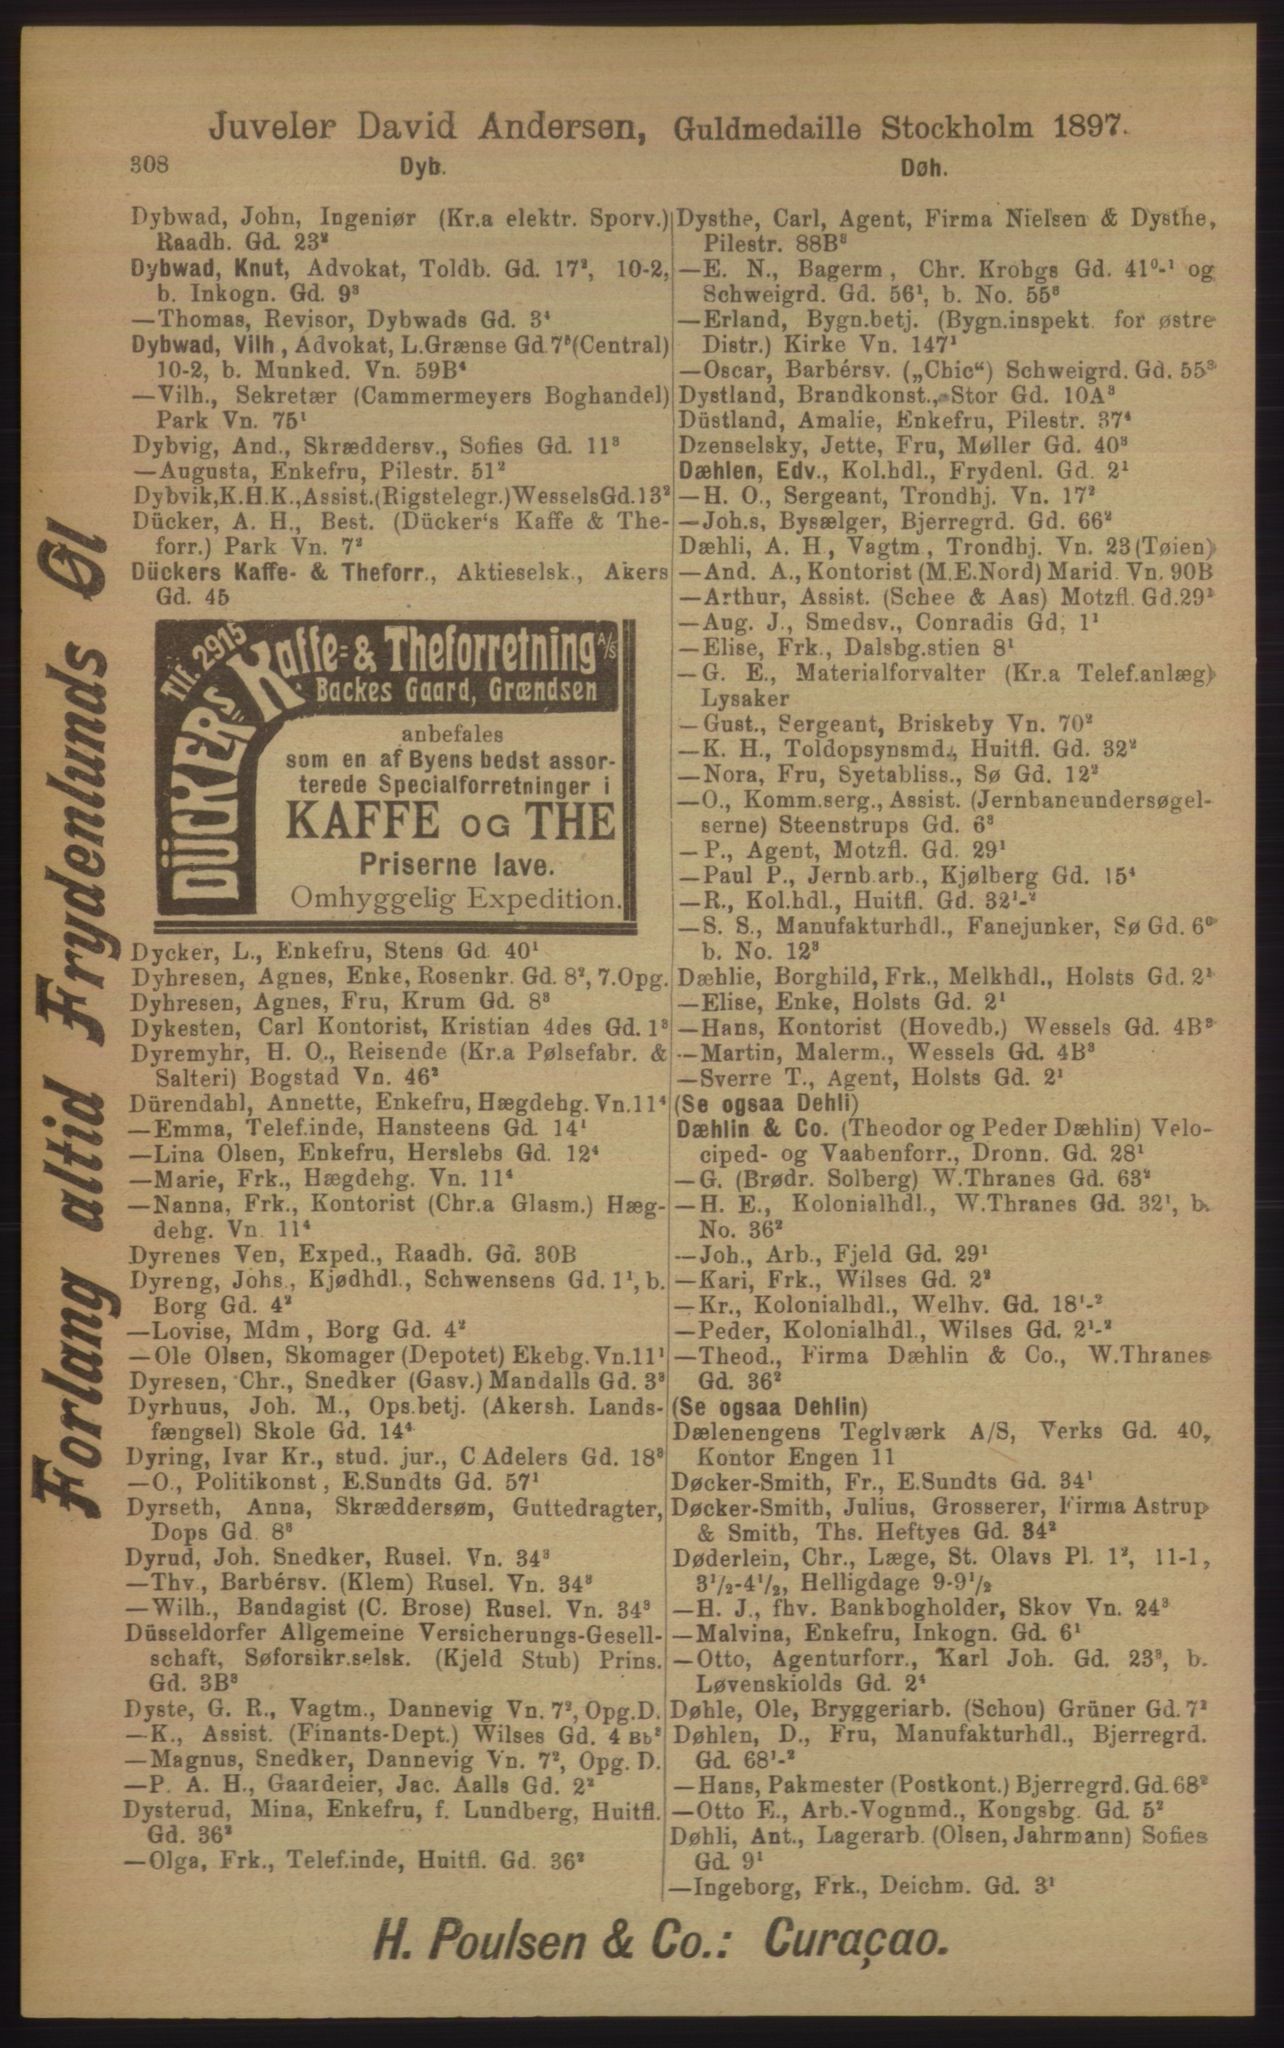 Juveler David Andersen, Guldmedaille Stockholm 1897.
308
Dyb.
Døh.
Dybwad, John, Ingeniør (Kr.a elektr. Sporv.)
Raadh. Gd. 23²
Dybwad, Knut, Advokat, Toldb. Gd. 17², 10-2,
b. Inkogn. Gd. 9³
—Thomas, Revisor, Dybwads Gd. 3⁴
Dybwad, Vilh., Advokat, L.Grænse Gd.7³(Central)
10-2, b. Munked. Vn. 59B⁴
—Vilh., Sekretær (Cammermeyers Boghandel)
Park Vn. 75¹
Dybvig, And., Skræddersv., Sofies Gd. 11³
—Augusta, Enkefru, Pilestr. 51²
Dybvik,K.H.K.,Assist.(Rigstelegr.)WesselsGd.13²
Dücker, A. H., Best. (Dücker's Kaffe & The-
forr.) Park Vn. 7²
Dückers Kaffe- & Theforr., Aktieselsk., Akers
Gd. 45
Tlf. 2915
DÜCKERS Kaffe- & Theforretning A/S
Backes Gaard, Grændsen
anbefales
som en af Byens bedst assor-
terede Specialforretninger i
KAFFE OG THE
Priserne lave.
Omhyggelig Expedition.
Dycker, L., Enkefru, Stens Gd. 40¹
Dyhresen, Agnes, Enke, Rosenkr. Gd. 8², 7.Opg.
Dyhresen, Agnes, Fru, Krum Gd. 8³
Dykesten, Carl Kontorist, Kristian 4des Gd. 1³
Dyremyhr, H. O., Reisende (Kr.a Pølsefabr. &
Salteri) Bogstad Vn. 46²
Dürendahl, Annette, Enkefru, Hægdehg. Vn.11⁴
—Emma, Telef.inde, Hansteens Gd. 14¹
—Lina Olsen, Enkefru, Herslebs Gd. 12⁴
—Marie, Frk., Hægdehg. Vn. 11⁴
—Nanna, Frk., Kontorist (Chr.a Glasm.) Hæg-
dehg. Vn. 11⁴
Dyrenes Ven, Exped., Raadh. Gd. 30B
Dyreng, Johs., Kjødhdl., Schwensens Gd. 1¹, b.
Borg Gd. 4²
—Lovise, Mdm., Borg Gd. 4²
—Ole Olsen, Skomager (Depotet) Ekebg. Vn.11¹
Dyresen, Chr., Snedker (Gasv.) Mandalls Gd. 3³
Dyrhuus, Joh. M., Ops.betj. (Akersh. Lands-
fængsel) Skole Gd. 14⁴
Dyring, Ivar Kr., stud. jur., C Adelers Gd. 18³
—O., Politikonst., E.Sundts Gd. 57¹
Dyrseth, Anna, Skræddersøm, Guttedragter,
Dops Gd. 8³
Dyrud, Joh. Snedker, Rusel. Vn. 34³
—Thv., Barbérsv. (Klem) Rusel. Vn. 34³
—Wilh., Bandagist (C. Brose) Rusel. Vn. 34³
Düsseldorfer Allgemeine Versicherungs-Gesell-
schaft, Søforsikr.selsk. (Kjeld Stub) Prins.
Gd. 3B³
Dyste, G. R., Vagtm., Dannevig Vn. 7², Opg.D.
—K., Assist. (Finants-Dept.) Wilses Gd. 4 Bb²
—Magnus, Snedker, Dannevig Vn. 7², Opg. D.
—P. A. H., Gaardeier, Jac. Aalls Gd. 2²
Dysterud, Mina, Enkefru, f. Lundberg, Huitfl.
Gd. 36²
—Olga, Frk., Telef.inde, Huitfl. Gd. 36²
Dysthe, Carl, Agent, Firma Nielsen & Dysthe,
Pilestr. 88B³
—E. N., Bagerm., Chr. Krohgs Gd. 41⁰-¹ og
Schweigrd. Gd. 56¹, b. No. 55³
—Erland, Bygn.betj. (Bygn.inspekt. for østre
Distr.) Kirke Vn. 147¹
—Oscar, Barbérsv. („Chic“) Schweigrd. Gd. 55³
Dystland, Brandkonst., Stor Gd. 10A³
Düstland, Amalie, Enkefru, Pilestr. 37⁴
Dzenselsky, Jette, Fru, Møller Gd. 40³
Dæhlen, Edv., Kol.hdl., Frydenl. Gd. 2¹
—H. O., Sergeant, Trondhj. Vn. 17²
—Joh.s, Bysælger, Bjerregrd. Gd. 66²
Dæhli, A. H., Vagtm., Trondhj. Vn. 23 (Tøien)
—And. A., Kontorist (M.E.Nord) Marid. Vn. 90B
—Arthur, Assist. (Schee & Aas) Motzfl. Gd.29²
—Aug. J., Smedsv., Conradis Gd. 1¹
—Elise, Frk., Dalsbg.stien 8¹
—G. E., Materialforvalter (Kr.a Telef.anlæg)
Lysaker
—Gust., Sergeant, Briskeby Vn. 70²
—K. H., Toldopsynsmd., Huitfl. Gd. 32²
—Nora, Fru, Syetabliss., Sø Gd. 12²
—O., Komm.serg., Assist. (Jernbaneundersøgel-
serne) Steenstrups Gd. 6³
—P., Agent, Motzfl. Gd. 29¹
—Paul P., Jernb.arb., Kjølberg Gd. 15⁴
—R., Kol.hdl., Huitfl. Gd. 32¹-²
—S. S., Manufakturhdl., Fanejunker, Sø Gd. 6⁰
b. No. 12³
Dæhlie, Borghild, Frk., Melkhdl., Holsts Gd. 2¹
—Elise, Enke, Holsts Gd. 2¹
—Hans, Kontorist (Hovedb.) Wessels Gd. 4B³
—Martin, Malerm., Wessels Gd. 4B³
—Sverre T., Agent, Holsts Gd. 2¹
(Se ogsaa Dehli)
Dæhlin & Co. (Theodor og Peder Dæhlin) Velo-
ciped- og Vaabenforr., Dronn. Gd. 28¹
—G. (Brødr. Solberg) W.Thranes Gd. 63²
—H. E., Kolonialhdl., W.Thranes Gd. 32¹, b.
No. 36²
—Joh., Arb., Fjeld Gd. 29¹
—Kari, Frk., Wilses Gd. 2²
—Kr., Kolonialhdl., Welhv. Gd. 18¹-²
—Peder, Kolonialhdl., Wilses Gd. 2¹-²
—Theod., Firma Dæhlin & Co., W.Thranes
Gd. 36²
(Se ogsaa Dehlin)
Dælenengens Teglværk A/S, Verks Gd. 40,
Kontor Engen 11
Døcker-Smith, Fr., E.Sundts Gd. 34¹
Døcker-Smith, Julius, Grosserer, Firma Astrup
& Smith, Ths. Heftyes Gd. 34²
Døderlein, Chr., Læge, St. Olavs Pl. 1², 11-1,
3½-4½, Helligdage 9-9½
—H. J., fhv. Bankbogholder, Skov Vn. 24³
—Malvina, Enkefru, Inkogn. Gd. 6¹
—Otto, Agenturforr., Karl Joh. Gd. 23³, b.
Løvenskiolds Gd. 2⁴
Døhle, Ole, Bryggeriarb. (Schou) Grüner Gd. 7²
Døhlen, D., Fru, Manufakturhdl., Bjerregrd.
Gd. 68¹-²
—Hans, Pakmester (Postkont.) Bjerregrd. Gd. 68²
—Otto E., Arb.-Vognmd., Kongsbg. Gd. 5²
Døhli, Ant., Lagerarb. (Olsen, Jahrmann) Sofies
Gd. 9¹
—Ingeborg, Frk., Deichm. Gd. 3¹
Forlang altid Frydenlunds Øl
H. Poulsen & Co.: Curaçao.